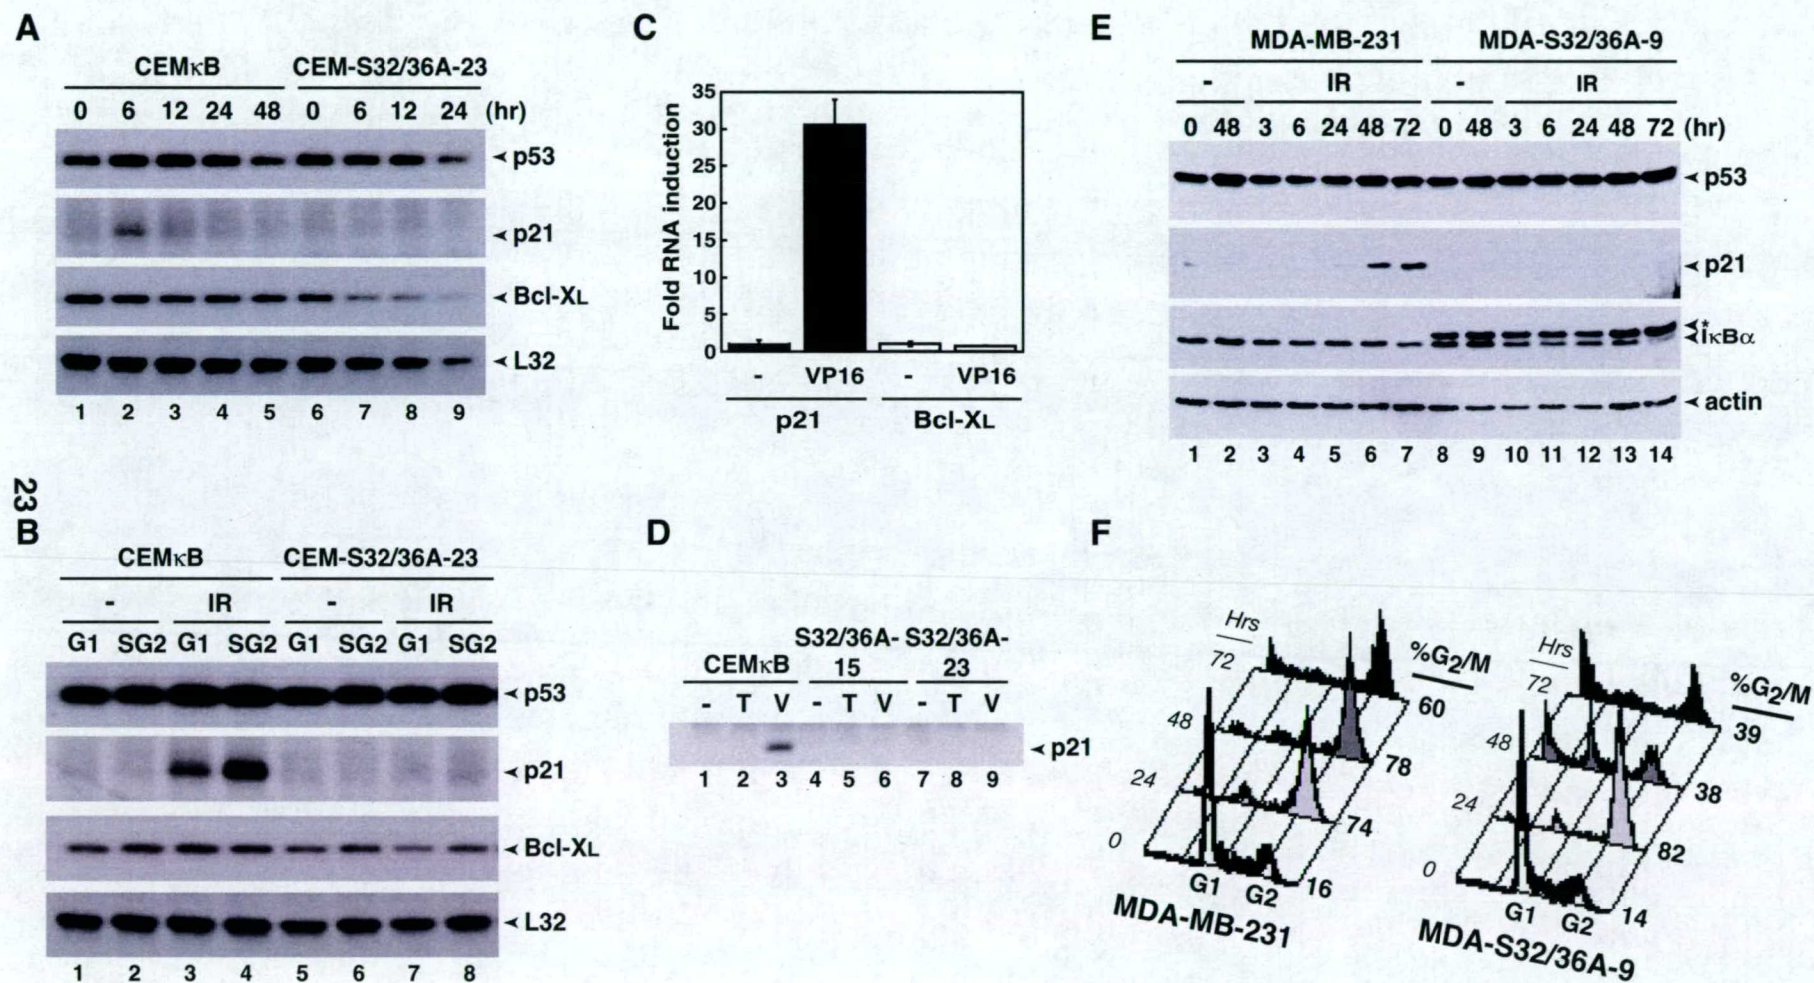 A
CEMκB CEM-S32/36A-23
0 6 12 24 48 0 6 12 24 (hr)
p53
p21
Bcl-XL
L32
1 2 3 4 5 6 7 8 9
C
Fold RNA induction
35
30
25
20
15
10
5
0
- VP16 - VP16
p21 Bcl-XL
E
MDA-MB-231 MDA-S32/36A-9
- IR - IR
0 48 3 6 24 48 72 0 48 3 6 24 48 72 (hr)
p53
p21
*
IκBα
actin
1 2 3 4 5 6 7 8 9 10 11 12 13 14
23
B
CEMκB CEM-S32/36A-23
- IR - IR
G1 SG2 G1 SG2 G1 SG2 G1 SG2
p53
p21
Bcl-XL
L32
1 2 3 4 5 6 7 8
D
S32/36A- S32/36A-
CEMκB 15 23
- T V - T V - T V
p21
1 2 3 4 5 6 7 8 9
F
Hrs
72
48
24
0
%G2/M
60
78
74
16
G1 G2
MDA-MB-231
Hrs
72
48
24
0
%G2/M
39
38
82
14
G1 G2
MDA-S32/36A-9